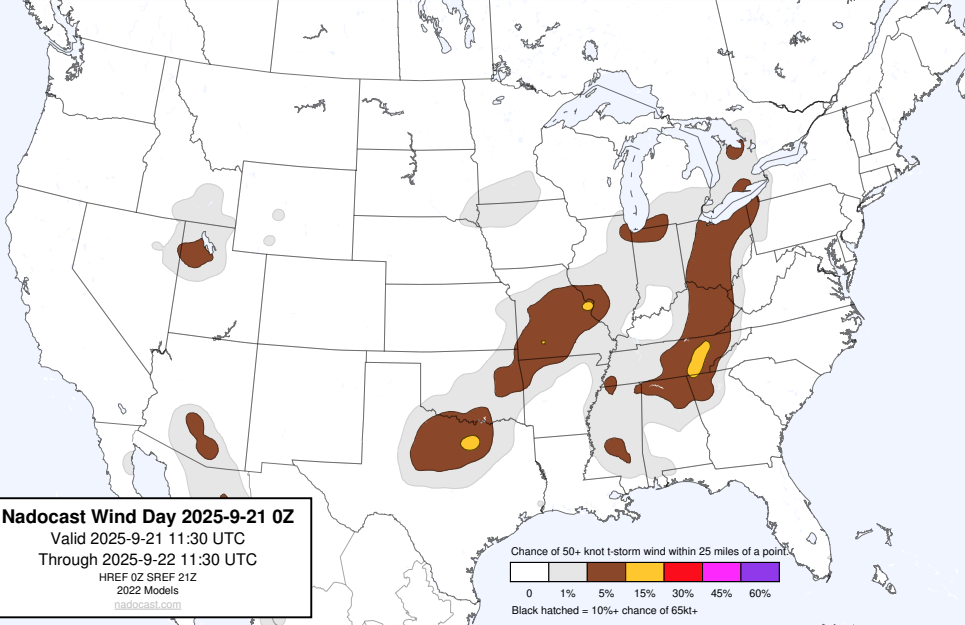 Nadocast Wind Day 2025-9-21 0Z
Valid 2025-9-21 11:30 UTC
Through 2025-9-22 11:30 UTC
HREF 0Z SREF 21Z
2022 Models
nadocast.com
Chance of 50+ knot t-storm wind within 25 miles of a point.
0 1% 5% 15% 30% 45% 60%
Black hatched = 10%+ chance of 65kt+